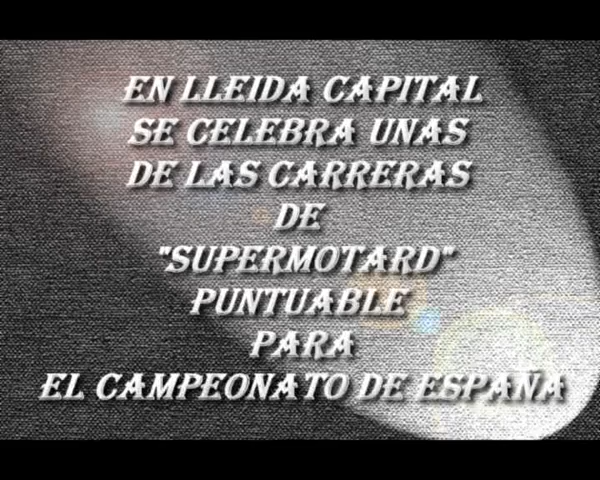 EN LLEIDA CAPITAL
SE CELEBRA UNAS
DE LAS CARRERAS
DE
"SUPERMOTARD"
PUNTUABLE
PARA
EL CAMPEONATO DE ESPAÑA